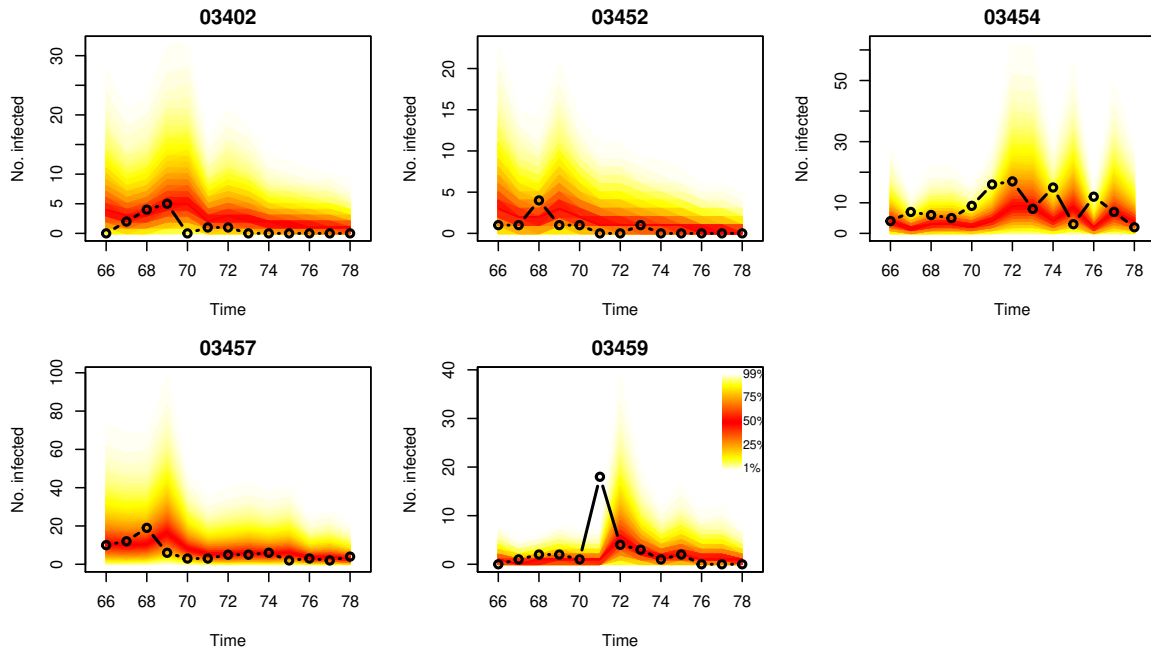 03402
No. infected
0 5 10 20 30
66 68 70 72 74 76 78
Time
03452
No. infected
0 5 10 15 20
66 68 70 72 74 76 78
Time
03454
No. infected
0 10 30 50
66 68 70 72 74 76 78
Time
03457
No. infected
0 20 40 60 80 100
66 68 70 72 74 76 78
Time
03459
No. infected
0 10 20 30 40
66 68 70 72 74 76 78
Time
99%
75%
50%
25%
1%